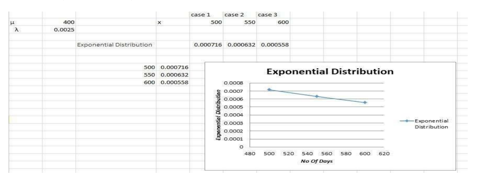 case 1 case 2 case 3
μ 400 x 500 550 600
λ 0.0025
Exponential Distribution 0.000716 0.000632 0.000558
500 0.000716
550 0.000632
600 0.000558
Exponential Distribution
Exponential Distribution
0.0008
0.0007
0.0006
0.0005
0.0004
0.0003
0.0002
0.0001
0
480 500 520 540 560 580 600 620
No Of Days
Exponential
Distribution